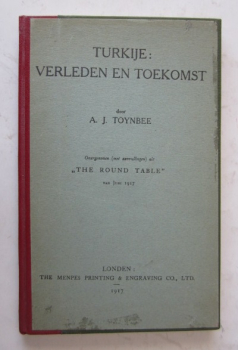 TURKIJE:
VERLEDEN EN TOEKOMST
door
A. J. TOYNBEE
Overgenomen (met aanvullingen) uit
„THE ROUND TABLE"
van Juni 1917
LONDEN:
THE MENPES PRINTING & ENGRAVING CO., LTD.
1917